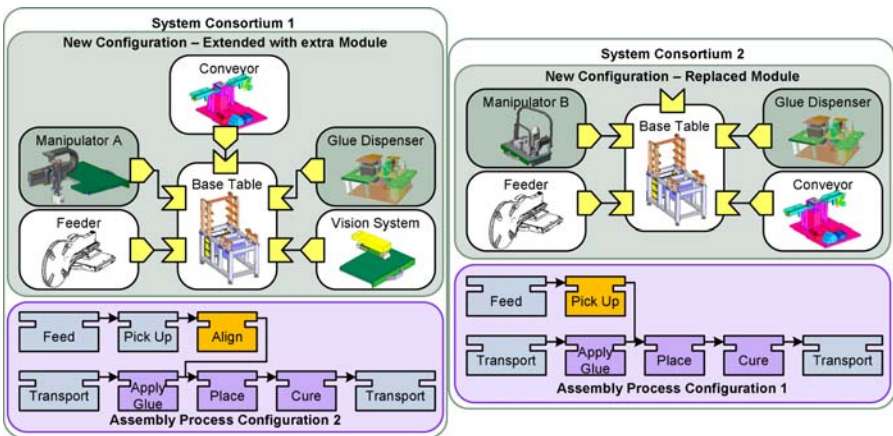 System Consortium 1
New Configuration – Extended with extra Module
Conveyor
Manipulator A
Glue Dispenser
Base Table
Feeder
Vision System
Feed
Pick Up
Align
Transport
Apply
Glue
Place
Cure
Transport
Assembly Process Configuration 2
System Consortium 2
New Configuration – Replaced Module
Manipulator B
Base Table
Glue Dispenser
Feeder
Conveyor
Feed
Pick Up
Transport
Apply
Glue
Place
Cure
Transport
Assembly Process Configuration 1